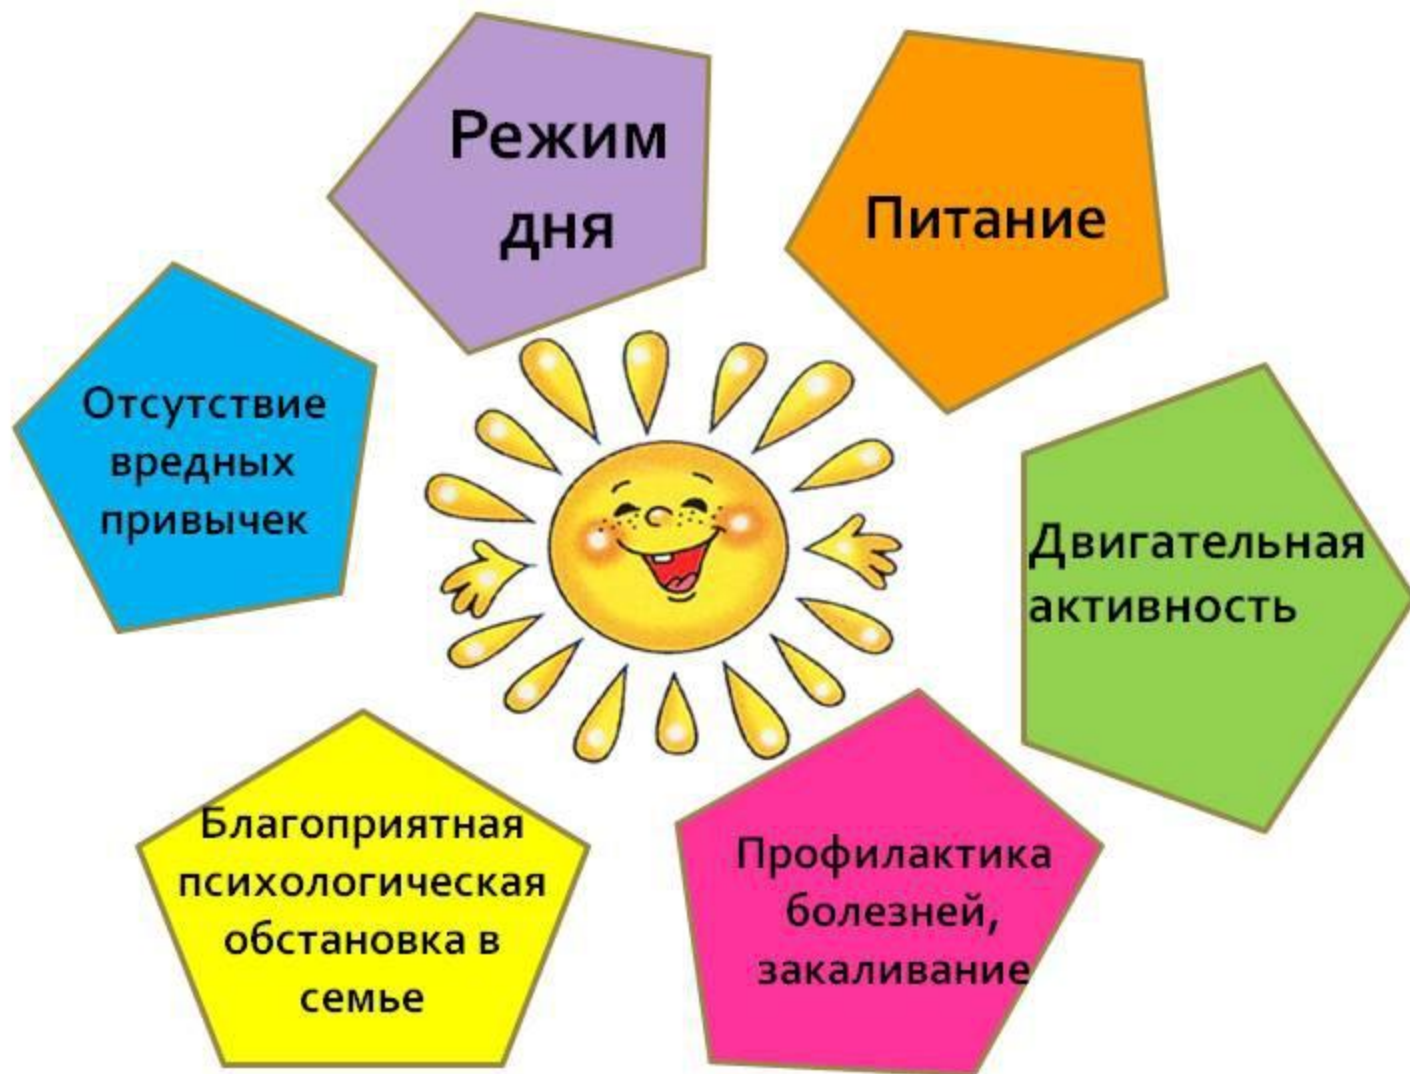 Режим
дня
Питание
Отсутствие
вредных
привычек
Двигательная
активность
Благоприятная
психологическая
обстановка в
семье
Профилактика
болезней,
закаливание